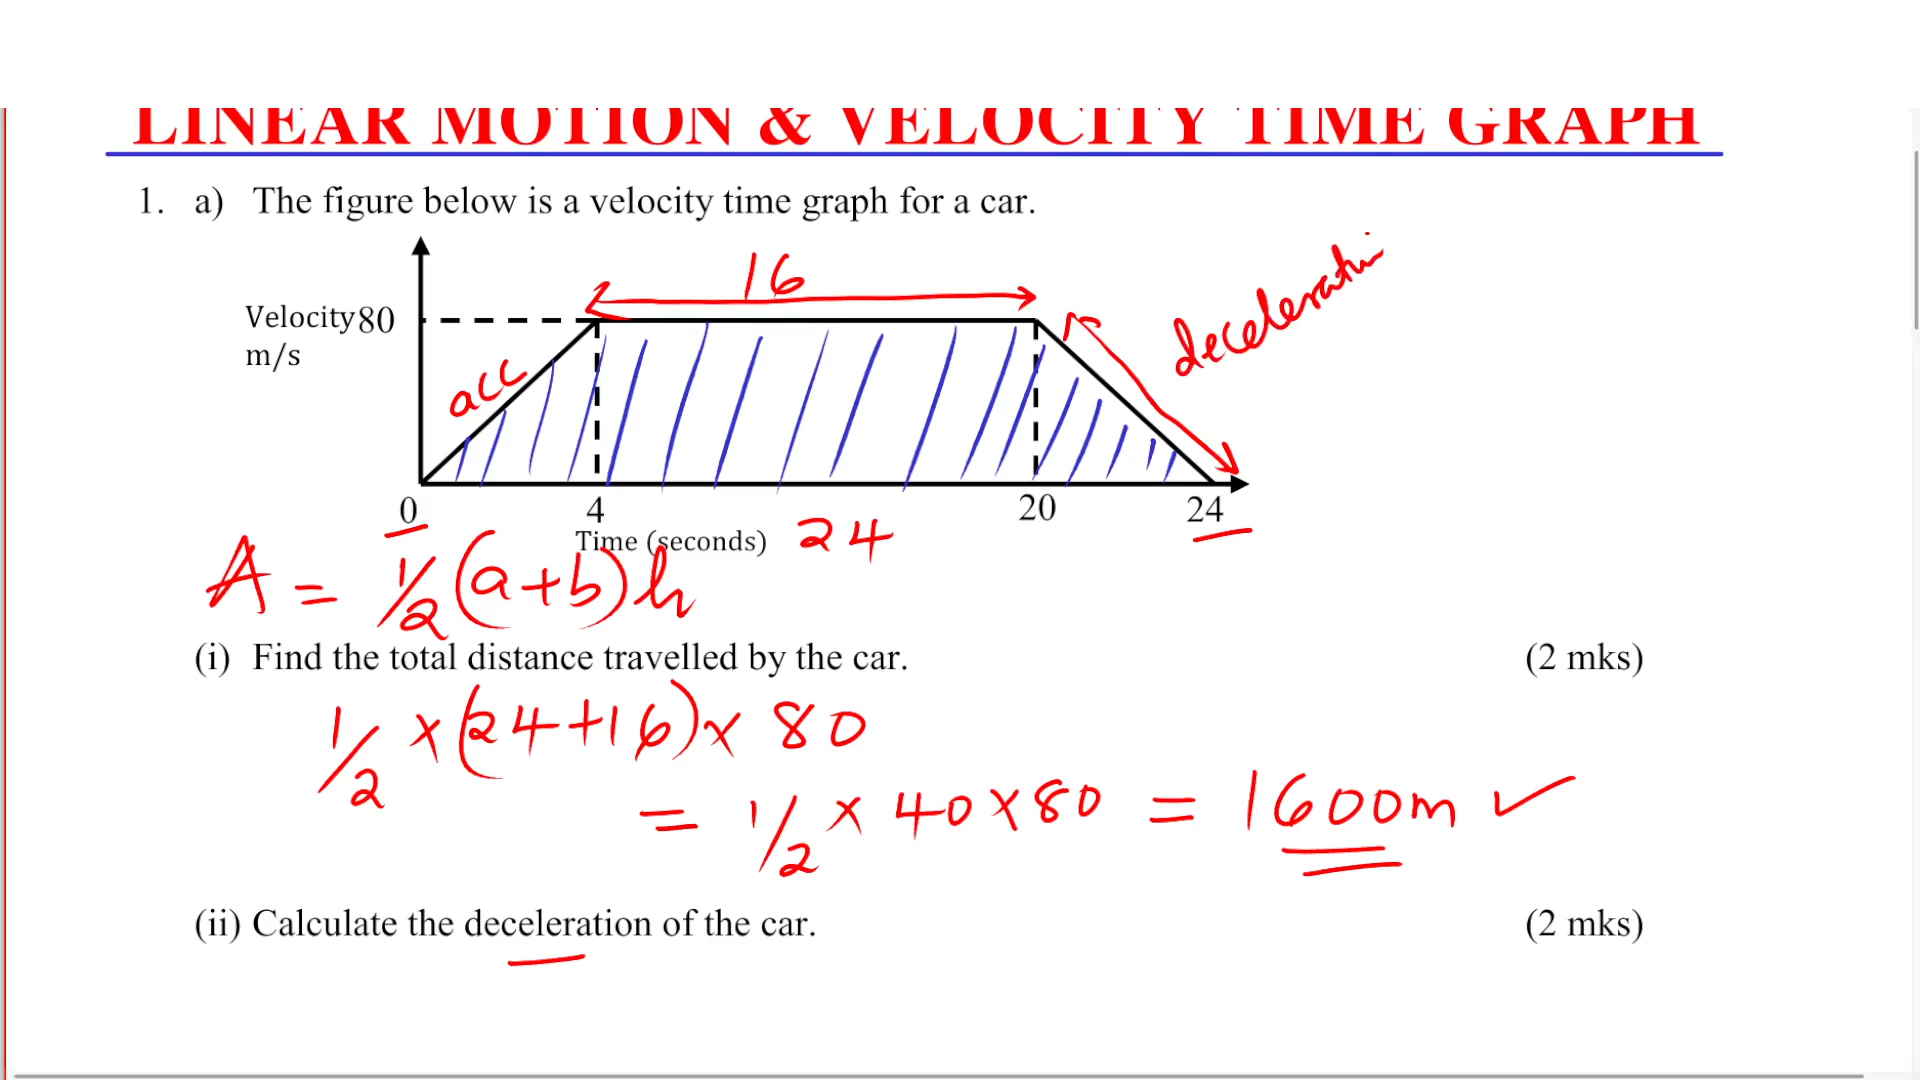 LINEAR MOTION & VELOCITY TIME GRAPH
1. a) The figure below is a velocity time graph for a car.
16
deceleratin
Velocity 80
m/s
acc
0 4 20 24
Time (seconds) 24
A = 1/2 (a+b) h
(i) Find the total distance travelled by the car. (2 mks)
1/2 × (24+16) × 80
= 1/2 × 40 × 80 = 1600m ✓
(ii) Calculate the deceleration of the car. (2 mks)